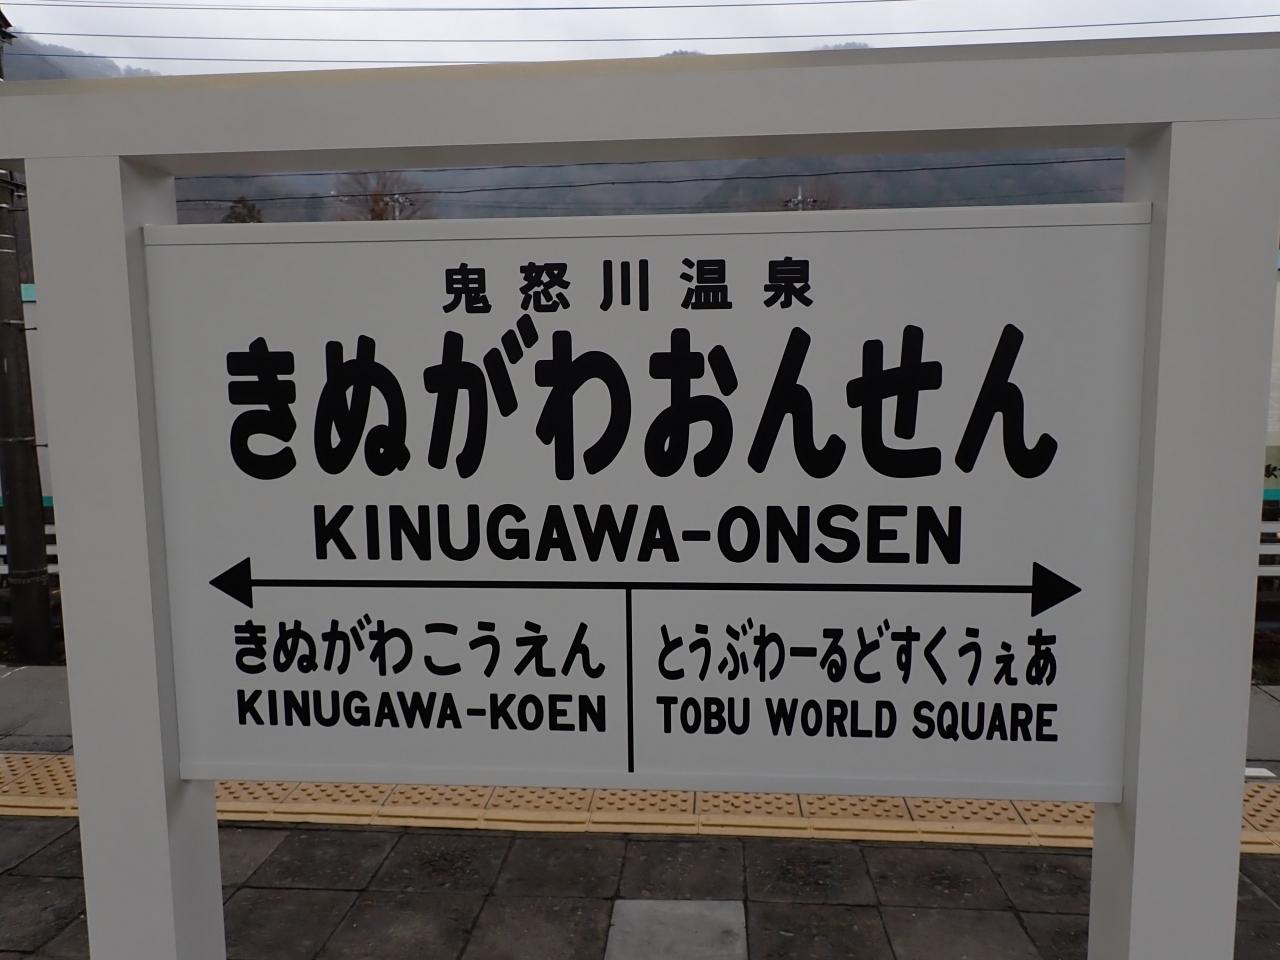 鬼怒川温泉
きぬがわおんせん
KINUGAWA-ONSEN
きぬがわこうえん
KINUGAWA-KOEN
とうぶわーるどすくうぇあ
TOBU WORLD SQUARE